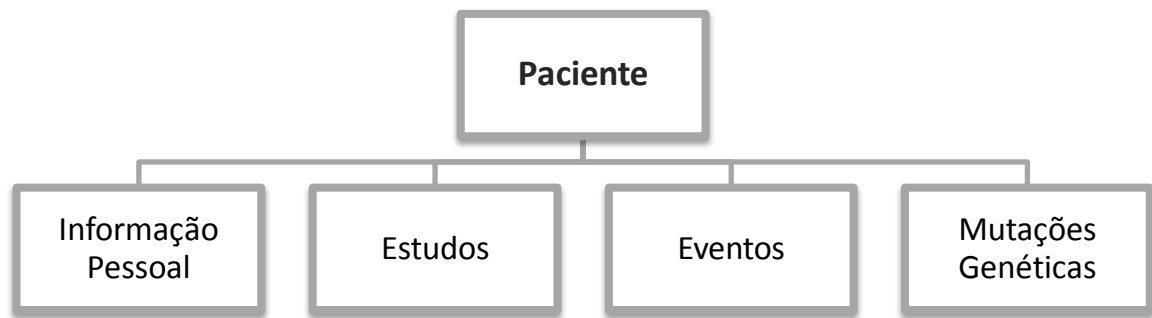 Paciente
Informação
Pessoal
Estudos
Eventos
Mutações
Genéticas